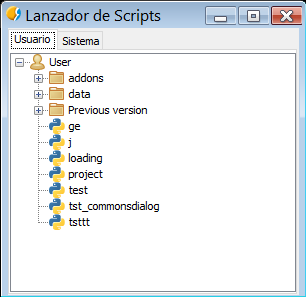 Lanzador de Scripts
Usuario Sistema
User
addons
data
Previous version
ge
j
loading
project
test
tst_commonsdialog
tsttt